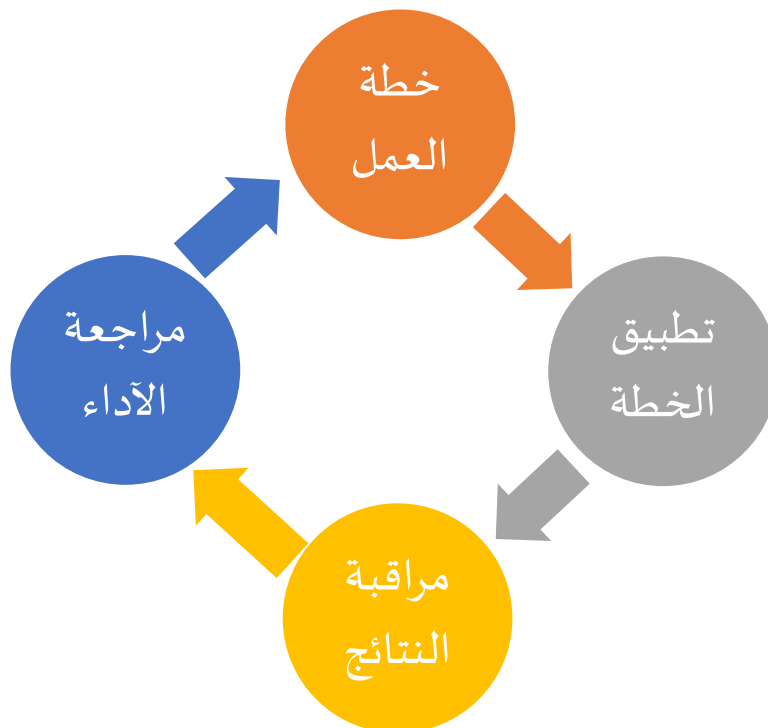 خطة
العمل
تطبيق
الخطة
مراقبة
النتائج
مراجعة
الآداء